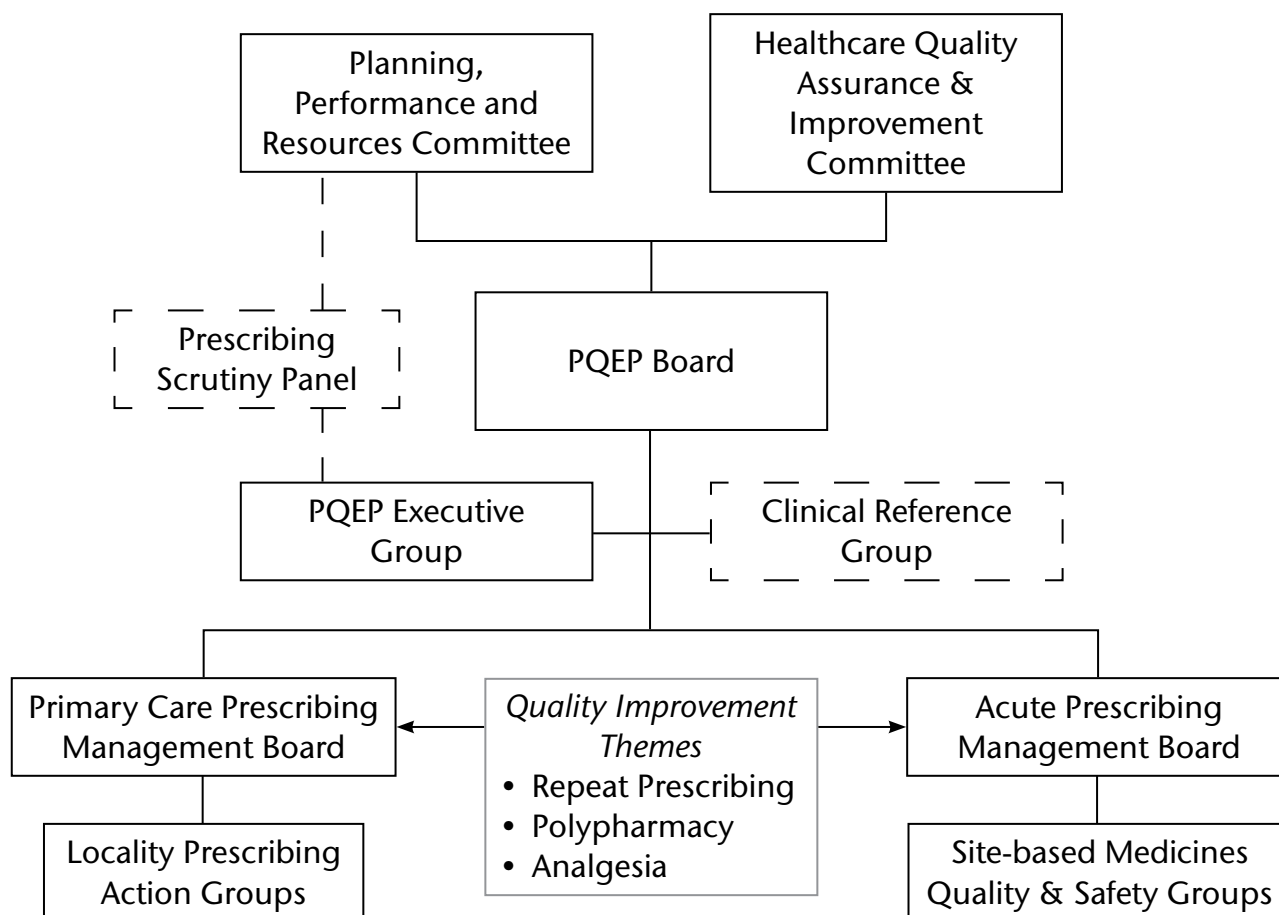 Planning,
Performance and
Resources Committee
Healthcare Quality
Assurance &
Improvement
Committee
Prescribing
Scrutiny Panel
PQEP Board
PQEP Executive
Group
Clinical Reference
Group
Primary Care Prescribing
Management Board
Quality Improvement
Themes
• Repeat Prescribing
• Polypharmacy
• Analgesia
Acute Prescribing
Management Board
Locality Prescribing
Action Groups
Site-based Medicines
Quality & Safety Groups